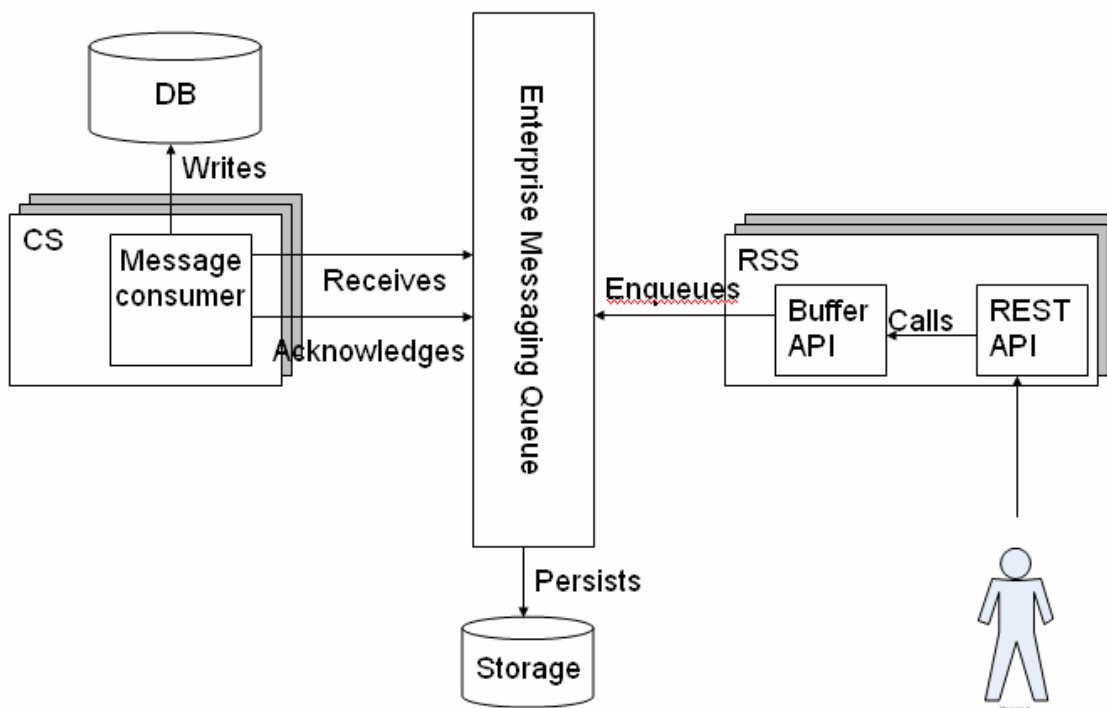 DB
Writes
CS
Message
consumer
Receives
Acknowledges
Enterprise Messaging Queue
Persists
Storage
Enqueues
RSS
Buffer
API
Calls
REST
API